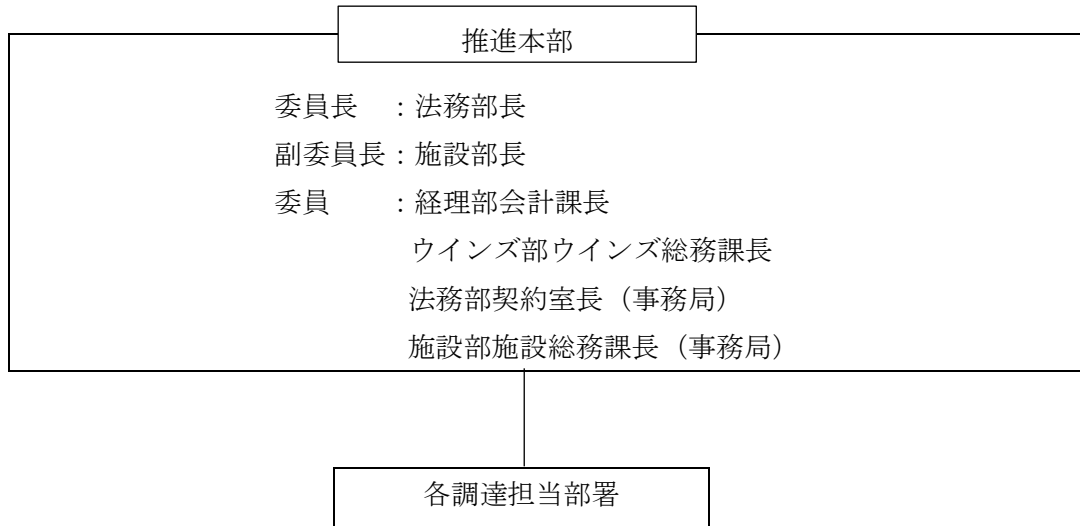 推進本部
委員長　：法務部長
副委員長：施設部長
委員　　：経理部会計課長
ウインズ部ウインズ総務課長
法務部契約室長（事務局）
施設部施設総務課長（事務局）
各調達担当部署